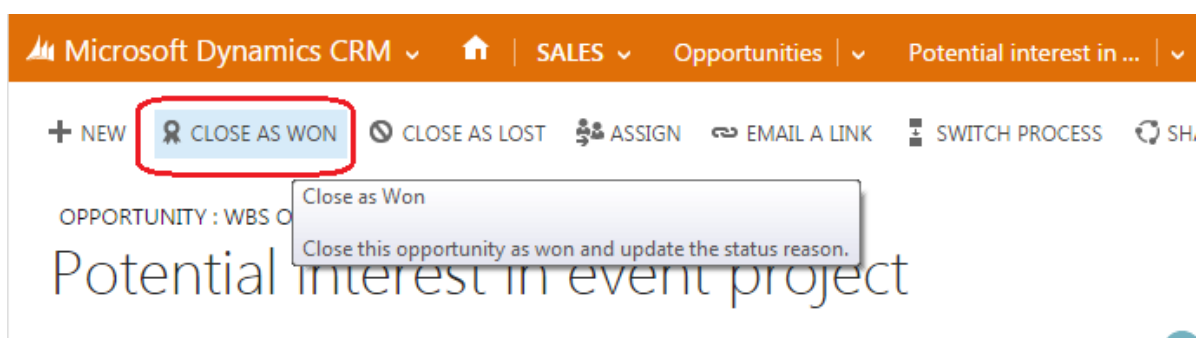 Microsoft Dynamics CRM SALES Opportunities Potential interest in ...
NEW CLOSE AS WON CLOSE AS LOST ASSIGN EMAIL A LINK SWITCH PROCESS
Close as Won
OPPORTUNITY : WBS
Close this opportunity as won and update the status reason.
Potential interest in event project